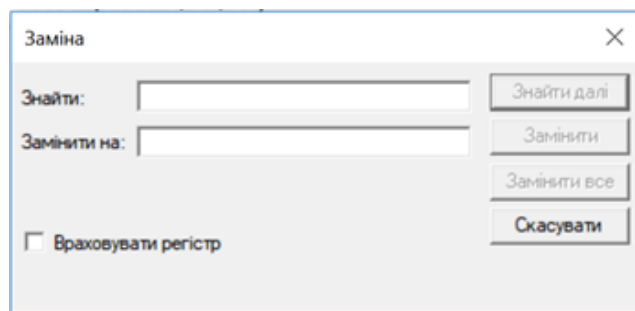 Заміна
Знайти:
Знайти далі
Замінити на:
Замінити
Замінити все
Скасувати
Враховувати регістр